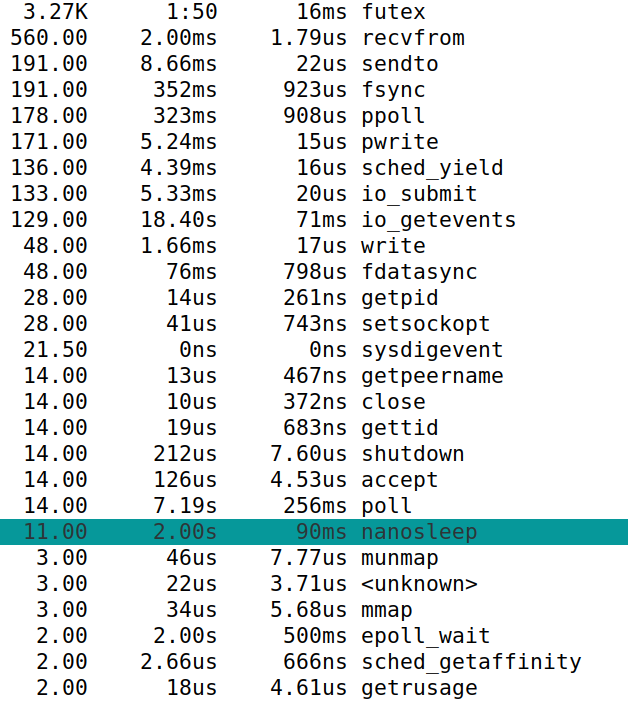 3.27K 1:50 16ms futex
560.00 2.00ms 1.79us recvfrom
191.00 8.66ms 22us sendto
191.00 352ms 923us fsync
178.00 323ms 908us ppoll
171.00 5.24ms 15us pwrite
136.00 4.39ms 16us sched_yield
133.00 5.33ms 20us io_submit
129.00 18.40s 71ms io_getevents
48.00 1.66ms 17us write
48.00 76ms 798us fdatasync
28.00 14us 261ns getpid
28.00 41us 743ns setsockopt
21.50 0ns 0ns sysdigevent
14.00 13us 467ns getpeername
14.00 10us 372ns close
14.00 19us 683ns gettid
14.00 212us 7.60us shutdown
14.00 126us 4.53us accept
14.00 7.19s 256ms poll
11.00 2.00s 90ms nanosleep
3.00 46us 7.77us munmap
3.00 22us 3.71us <unknown>
3.00 34us 5.68us mmap
2.00 2.00s 500ms epoll_wait
2.00 2.66us 666ns sched_getaffinity
2.00 18us 4.61us getrusage